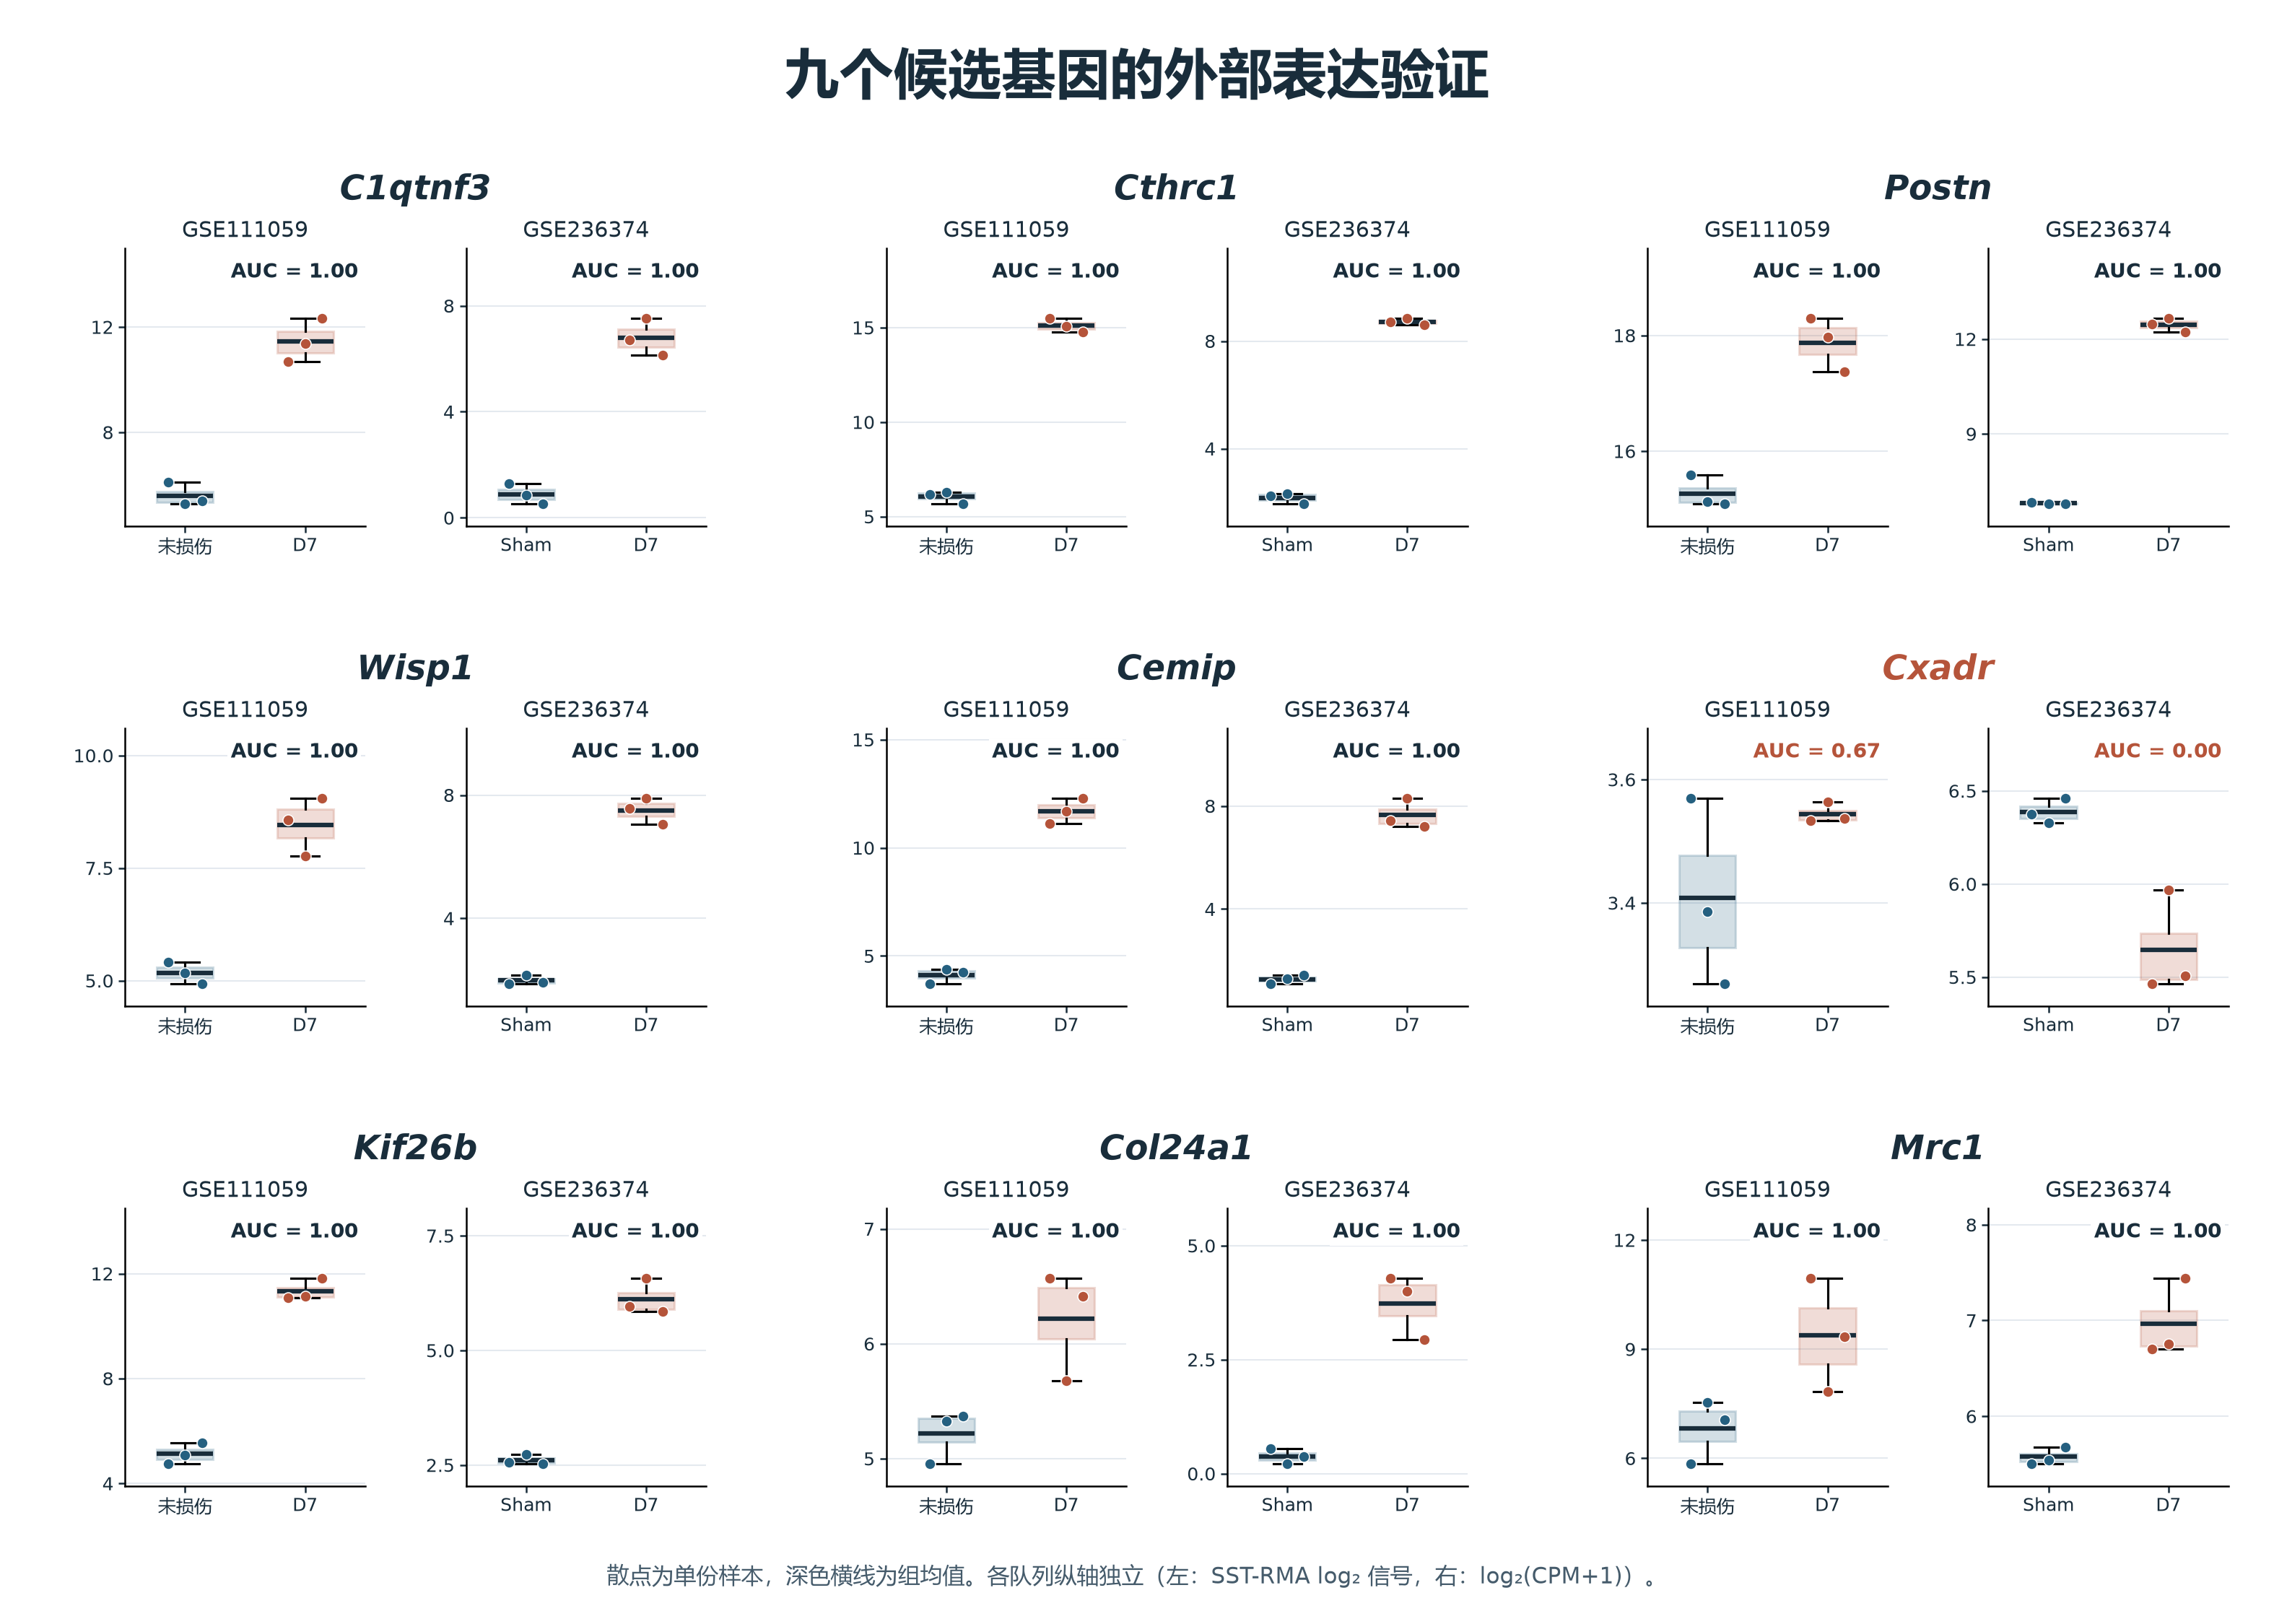 九个候选基因的外部表达验证
C1qtnf3
GSE111059
AUC = 1.00
12
8
未损伤 D7
GSE236374
AUC = 1.00
8
4
0
Sham D7
Cthrc1
GSE111059
AUC = 1.00
15
10
5
未损伤 D7
GSE236374
AUC = 1.00
8
4
Sham D7
Postn
GSE111059
AUC = 1.00
18
16
未损伤 D7
GSE236374
AUC = 1.00
12
9
Sham D7
Wisp1
GSE111059
AUC = 1.00
10.0
7.5
5.0
未损伤 D7
GSE236374
AUC = 1.00
8
4
Sham D7
Cemip
GSE111059
AUC = 1.00
15
10
5
未损伤 D7
GSE236374
AUC = 1.00
8
4
Sham D7
Cxadr
GSE111059
AUC = 0.67
3.6
3.4
未损伤 D7
GSE236374
AUC = 0.00
6.5
6.0
5.5
Sham D7
Kif26b
GSE111059
AUC = 1.00
12
8
4
未损伤 D7
GSE236374
AUC = 1.00
7.5
5.0
2.5
Sham D7
Col24a1
GSE111059
AUC = 1.00
7
6
5
未损伤 D7
GSE236374
AUC = 1.00
5.0
2.5
0.0
Sham D7
Mrc1
GSE111059
AUC = 1.00
12
9
6
未损伤 D7
GSE236374
AUC = 1.00
8
7
6
Sham D7
散点为单份样本，深色横线为组均值。各队列纵轴独立（左：SST-RMA log₂ 信号，右：log₂(CPM+1)）。